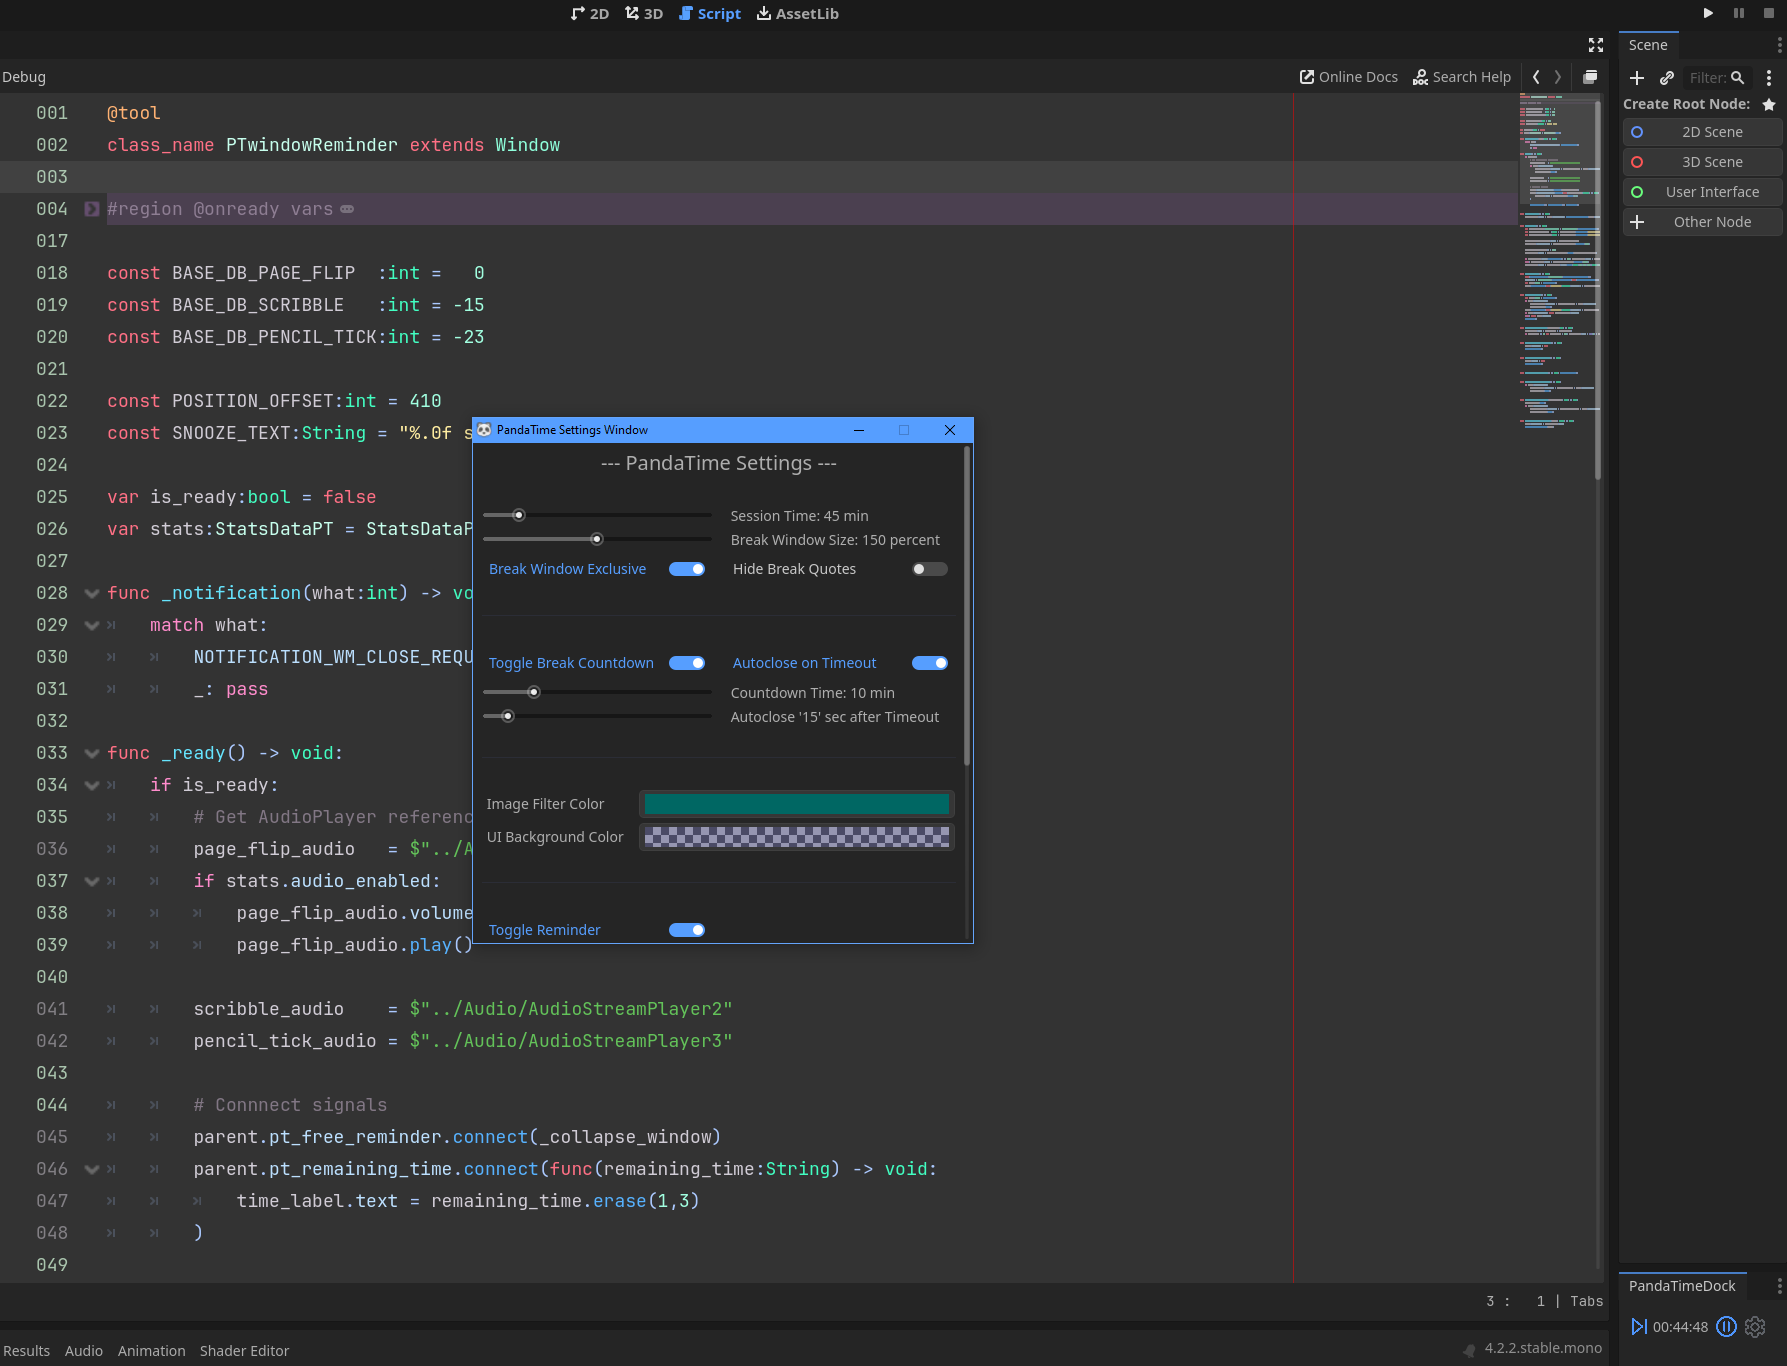 2D 3D Script AssetLib
Scene
Debug
Online Docs Search Help
Filter:
Create Root Node:
2D Scene
3D Scene
User Interface
Other Node
001 @tool
002 class_name PTwindowReminder extends Window
003
004 #region @onready vars
017
018 const BASE_DB_PAGE_FLIP :int = 0
019 const BASE_DB_SCRIBBLE :int = -15
020 const BASE_DB_PENCIL_TICK:int = -23
021
022 const POSITION_OFFSET:int = 410
023 const SNOOZE_TEXT:String = "%.0f s
024
025 var is_ready:bool = false
026 var stats:StatsDataPT = StatsDataP
027
028 func _notification(what:int) -> vo
029 match what:
030 NOTIFICATION_WM_CLOSE_REQU
031 _: pass
032
033 func _ready() -> void:
034 if is_ready:
035 # Get AudioPlayer referenc
036 page_flip_audio = $"../A
037 if stats.audio_enabled:
038 page_flip_audio.volume
039 page_flip_audio.play()
040
041 scribble_audio = $"../Audio/AudioStreamPlayer2"
042 pencil_tick_audio = $"../Audio/AudioStreamPlayer3"
043
044 # Connnect signals
045 parent.pt_free_reminder.connect(_collapse_window)
046 parent.pt_remaining_time.connect(func(remaining_time:String) -> void:
047 time_label.text = remaining_time.erase(1,3)
048 )
049
PandaTime Settings Window
--- PandaTime Settings ---
Session Time: 45 min
Break Window Size: 150 percent
Break Window Exclusive Hide Break Quotes
Toggle Break Countdown Autoclose on Timeout
Countdown Time: 10 min
Autoclose '15' sec after Timeout
Image Filter Color
UI Background Color
Toggle Reminder
3 : 1 | Tabs
PandaTimeDock
00:44:48
Results Audio Animation Shader Editor
4.2.2.stable.mono